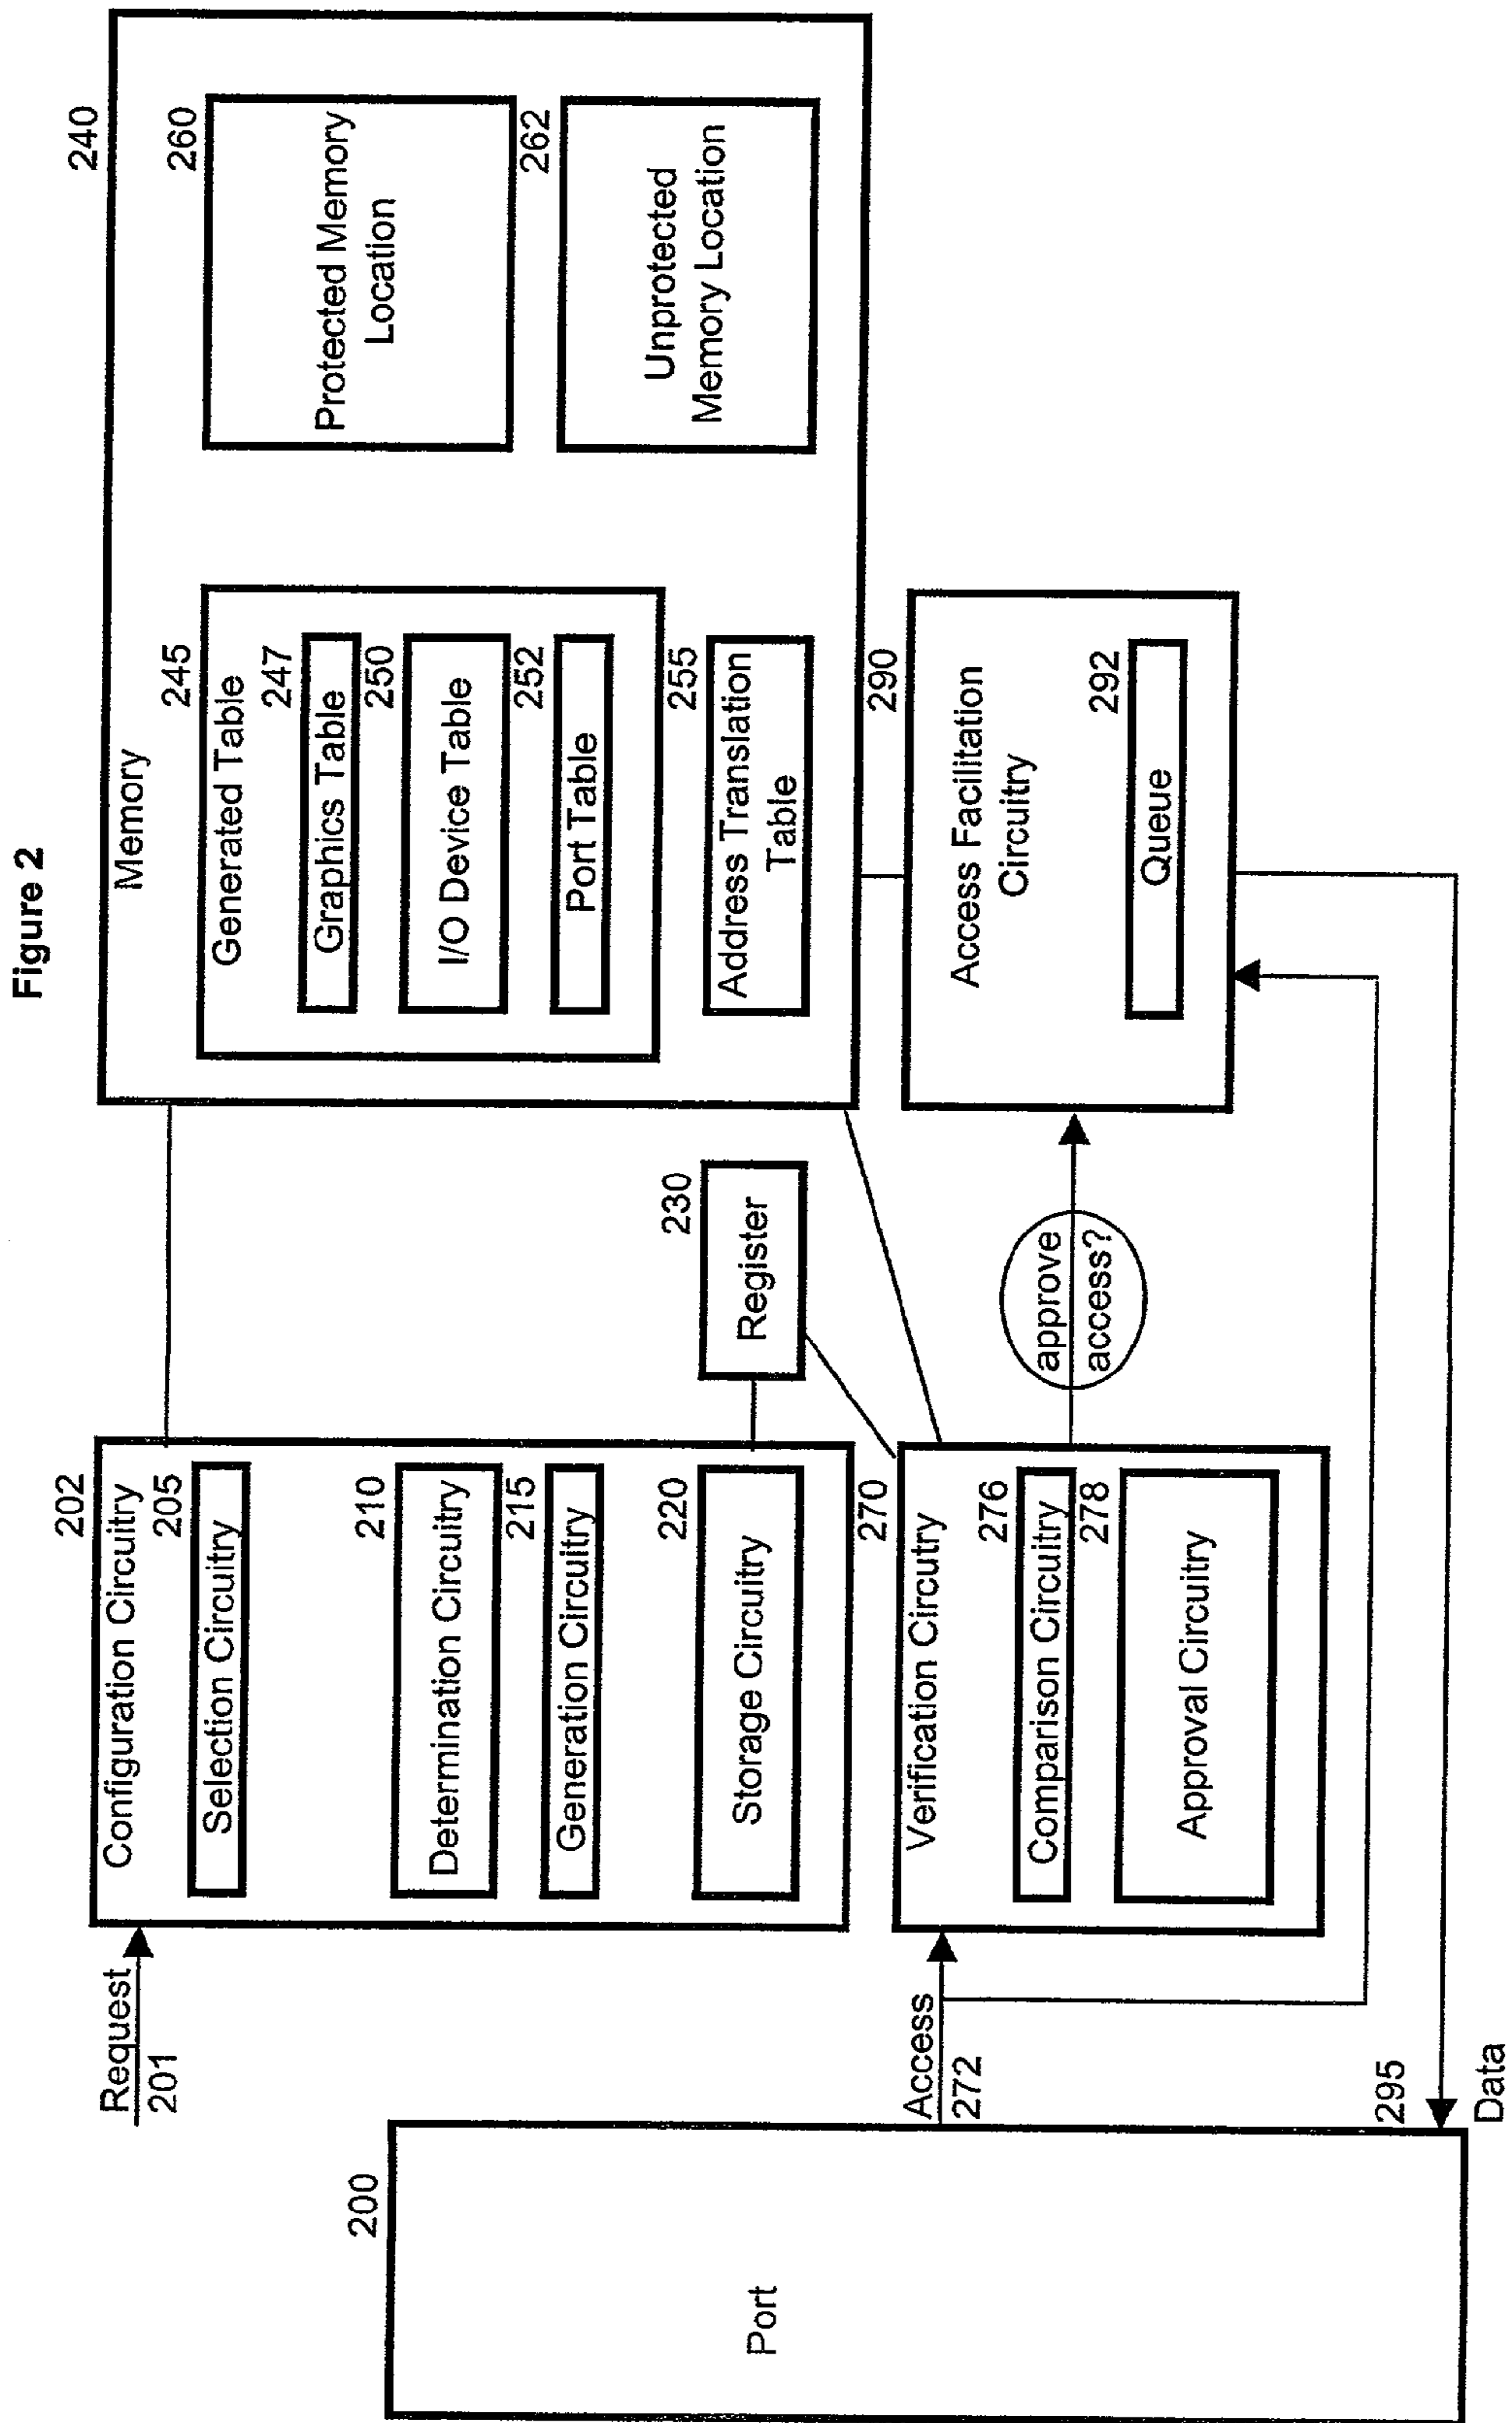 Figure 2
Request
201
202
Configuration Circuitry
205
Selection Circuitry
210
Determination Circuitry
215
Generation Circuitry
220
Storage Circuitry
230
Register
240
Memory
245
Generated Table
247
Graphics Table
250
I/O Device Table
252
Port Table
255
Address Translation
Table
260
Protected Memory
Location
262
Unprotected
Memory Location
200
Port
Access
272
270
Verification Circutry
276
Comparison Circuitry
278
Approval Circuitry
approve
access?
290
Access Facilitation
Circuitry
292
Queue
295
Data